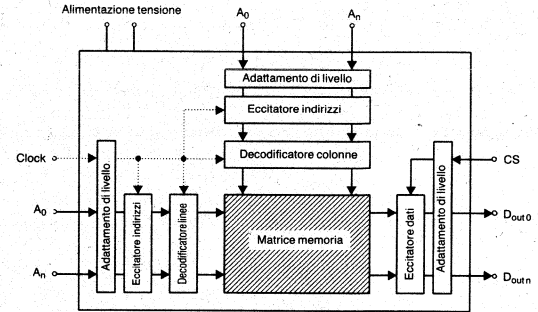 Alimentazione tensione
A0
An
Adattamento di livello
Eccitatore indirizzi
Decodificatore colonne
Clock
CS
A0
An
Adattamento di livello
Eccitatore indirizzi
Decodificatore linee
Matrice memoria
Eccitatore dati
Adattamento di livello
Dout 0
Dout n